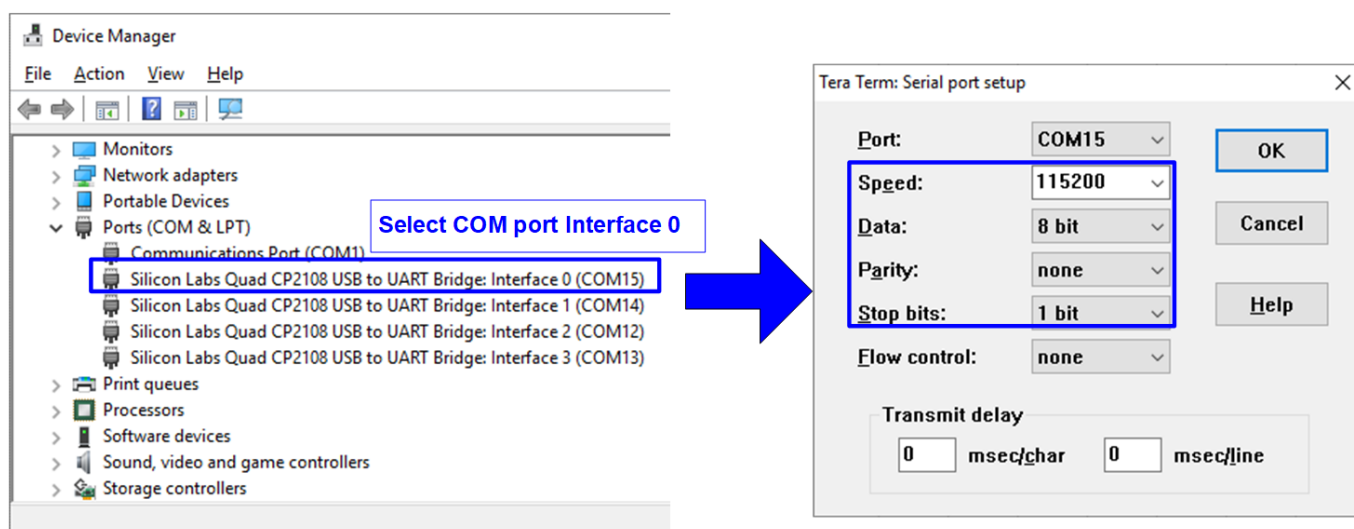 Device Manager
File Action View Help
Monitors
Network adapters
Portable Devices
Ports (COM & LPT)
Select COM port Interface 0
Communications Port (COM1)
Silicon Labs Quad CP2108 USB to UART Bridge: Interface 0 (COM15)
Silicon Labs Quad CP2108 USB to UART Bridge: Interface 1 (COM14)
Silicon Labs Quad CP2108 USB to UART Bridge: Interface 2 (COM12)
Silicon Labs Quad CP2108 USB to UART Bridge: Interface 3 (COM13)
Print queues
Processors
Software devices
Sound, video and game controllers
Storage controllers
Tera Term: Serial port setup
Port: COM15 OK
Speed: 115200
Data: 8 bit Cancel
Parity: none
Stop bits: 1 bit Help
Flow control: none
Transmit delay
0 msec/char 0 msec/line